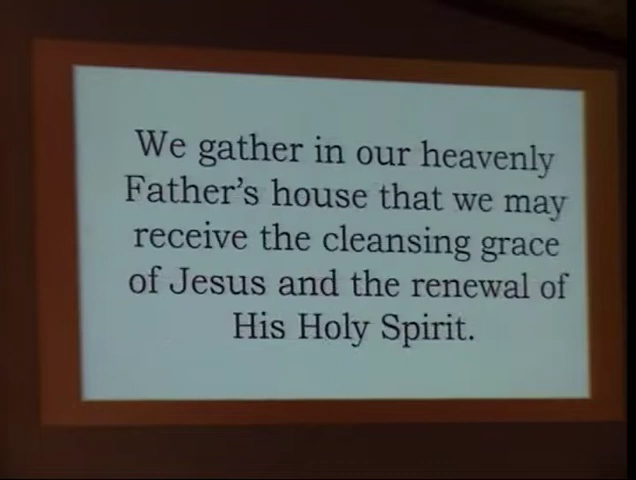 We gather in our heavenly
Father's house that we may
receive the cleansing grace
of Jesus and the renewal of
His Holy Spirit.